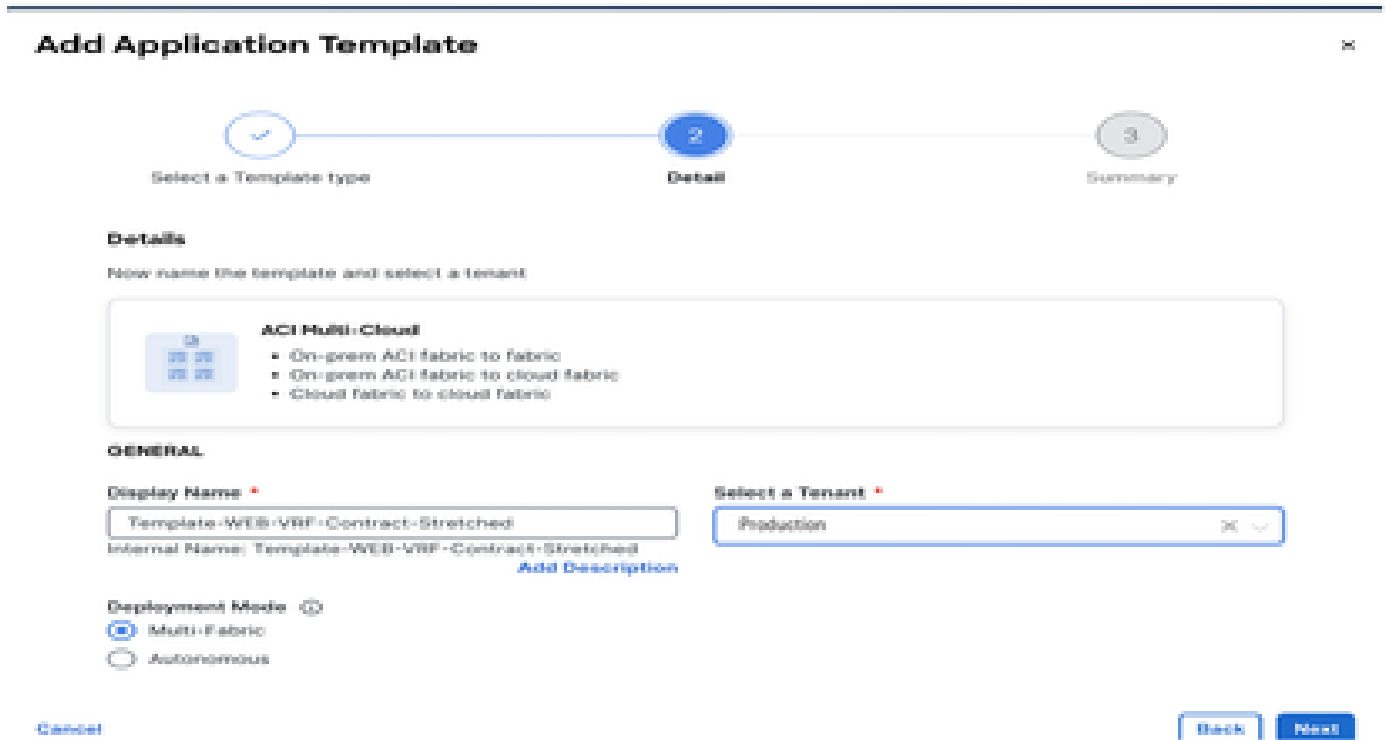 Add Application Template
2
3
Select a Template type
Detail
Summary
Details
Now name the template and select a tenant
ACI Multi-Cloud
On-prem ACI fabric to fabric
On-prem ACI fabric to cloud fabric
Cloud fabric to cloud fabric
GENERAL
Display Name *
Select a Tenant *
Template-WEB-VRF-Contract-Stretched
Production
Internal Name: Template-WEB-VRF-Contract-Stretched
Add Description
Deployment Mode
Multi-Fabric
Autonomous
Cancel
Back
Next